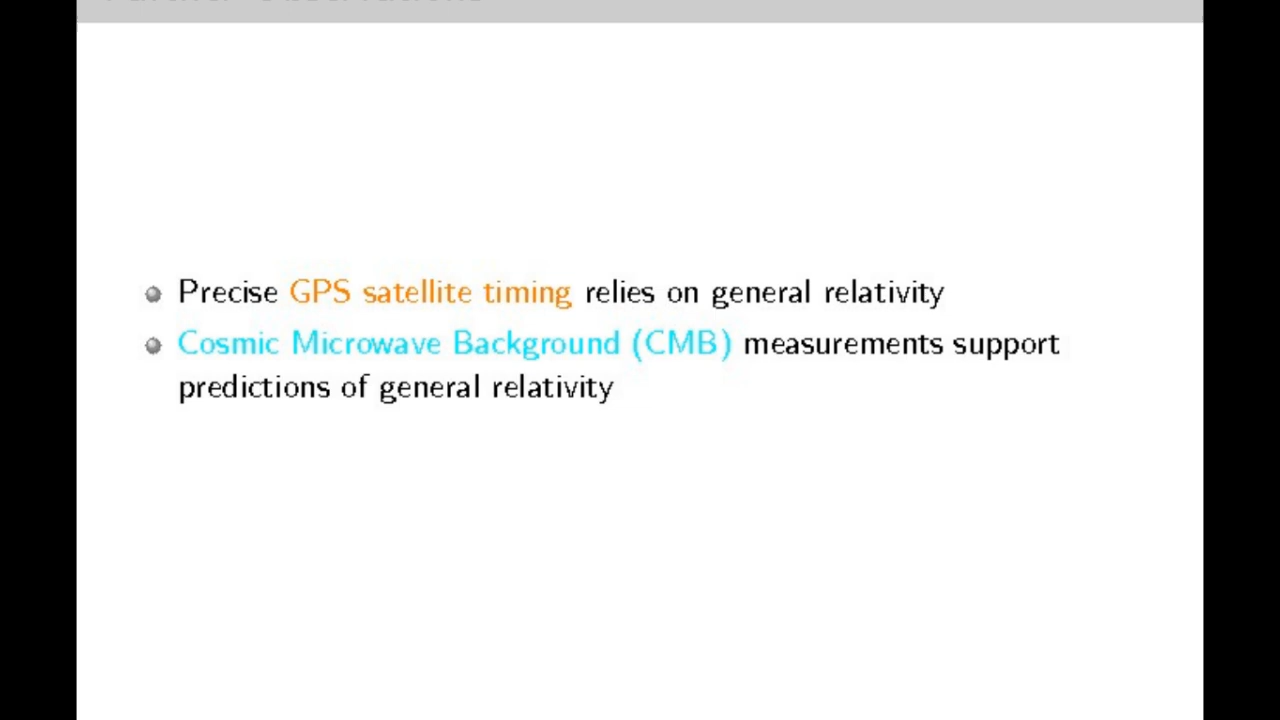 Precise GPS satellite timing relies on general relativity
Cosmic Microwave Background (CMB) measurements support
predictions of general relativity